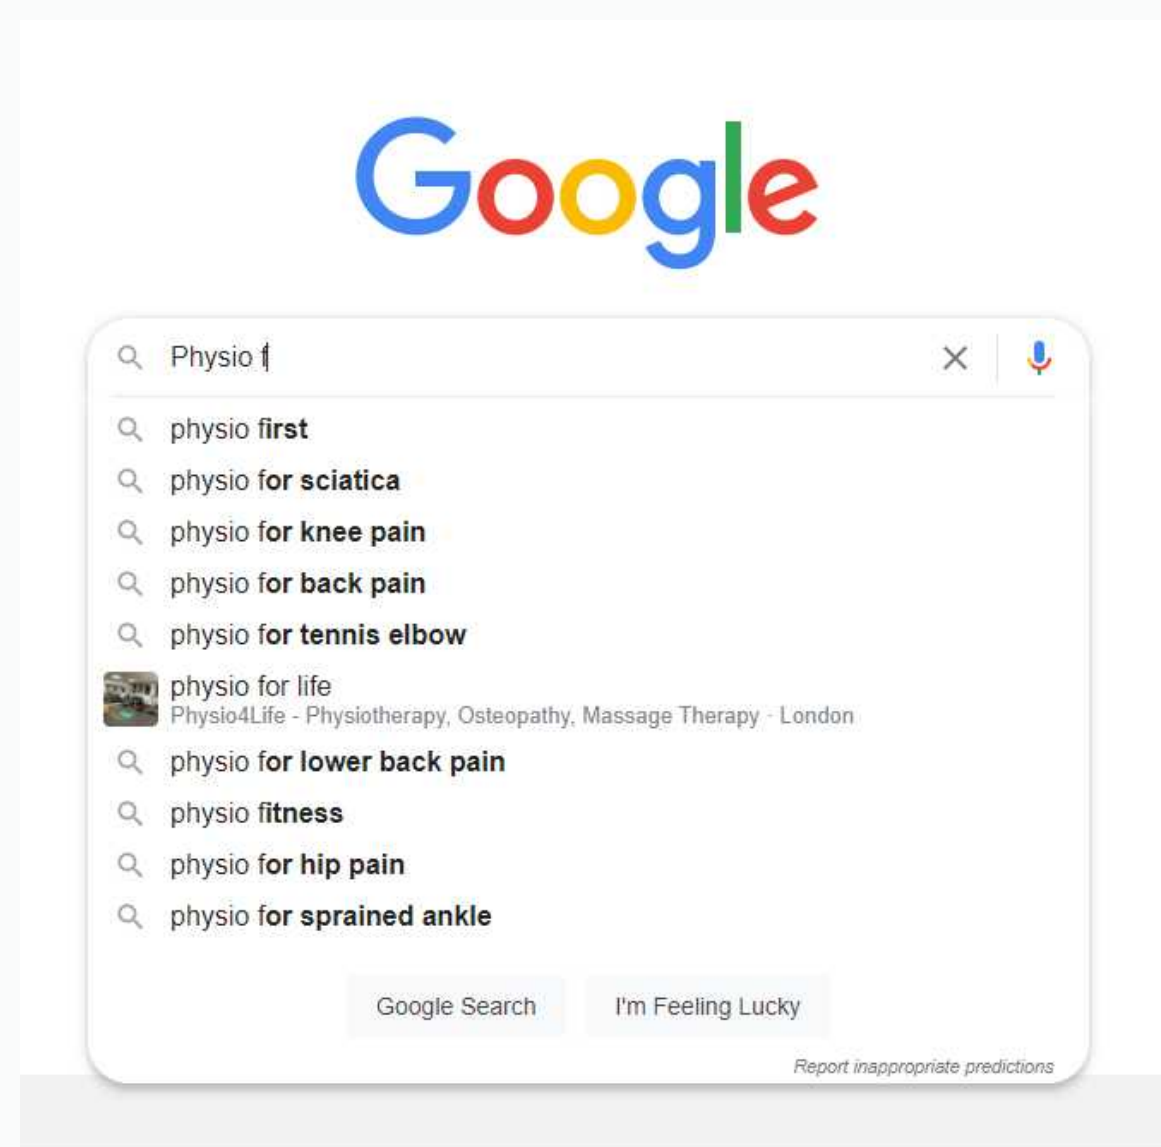 Google
Physio f
physio first
physio for sciatica
physio for knee pain
physio for back pain
physio for tennis elbow
physio for life
Physio4Life - Physiotherapy, Osteopathy, Massage Therapy · London
physio for lower back pain
physio fitness
physio for hip pain
physio for sprained ankle
Google Search I'm Feeling Lucky
Report inappropriate predictions